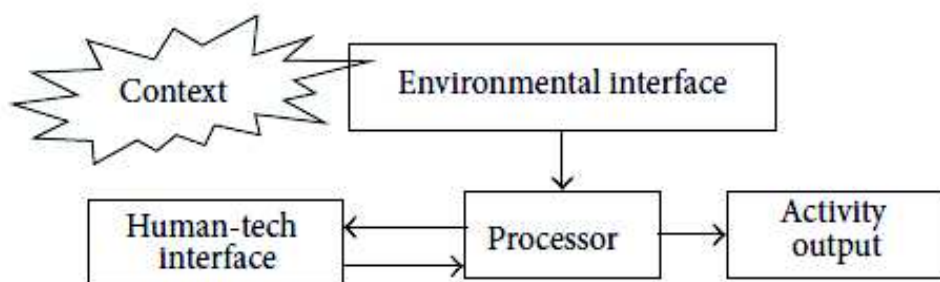 Context
Environmental interface
Human-tech
interface
Processor
Activity
output